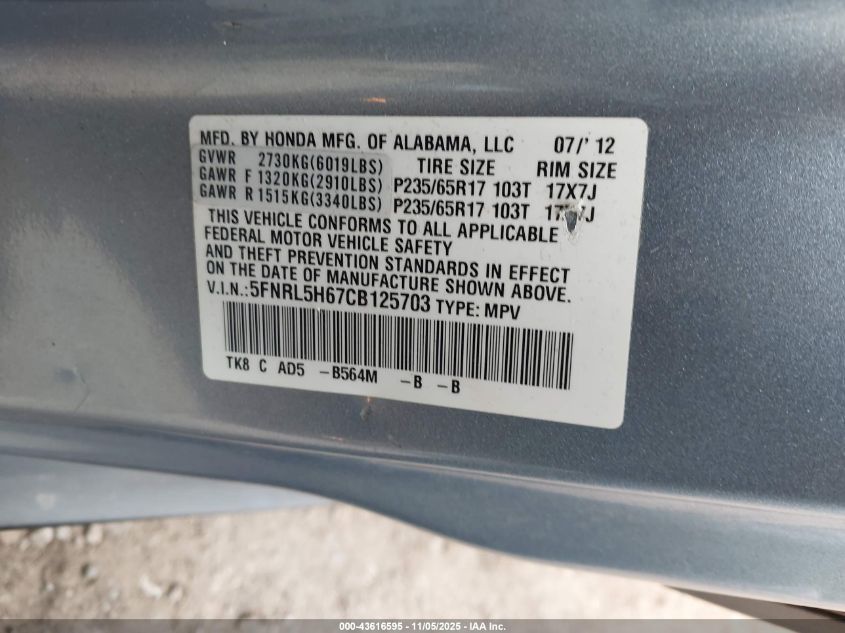 MFD. BY HONDA MFG. OF ALABAMA, LLC 07/' 12
GVWR 2730KG(6019LBS) TIRE SIZE RIM SIZE
GAWR F 1320KG(2910LBS) P235/65R17 103T 17X7J
GAWR R 1515KG(3340LBS) P235/65R17 103T
THIS VEHICLE CONFORMS TO ALL APPLICABLE
FEDERAL MOTOR VEHICLE SAFETY
AND THEFT PREVENTION STANDARDS IN EFFECT
ON THE DATE OF MANUFACTURE SHOWN ABOVE.
V.I.N.:5FNRL5H67CB125703 TYPE: MPV
TK8 C AD5 -B564M -B -B
000-43616595 - 11/05/2025 - IAA Inc.